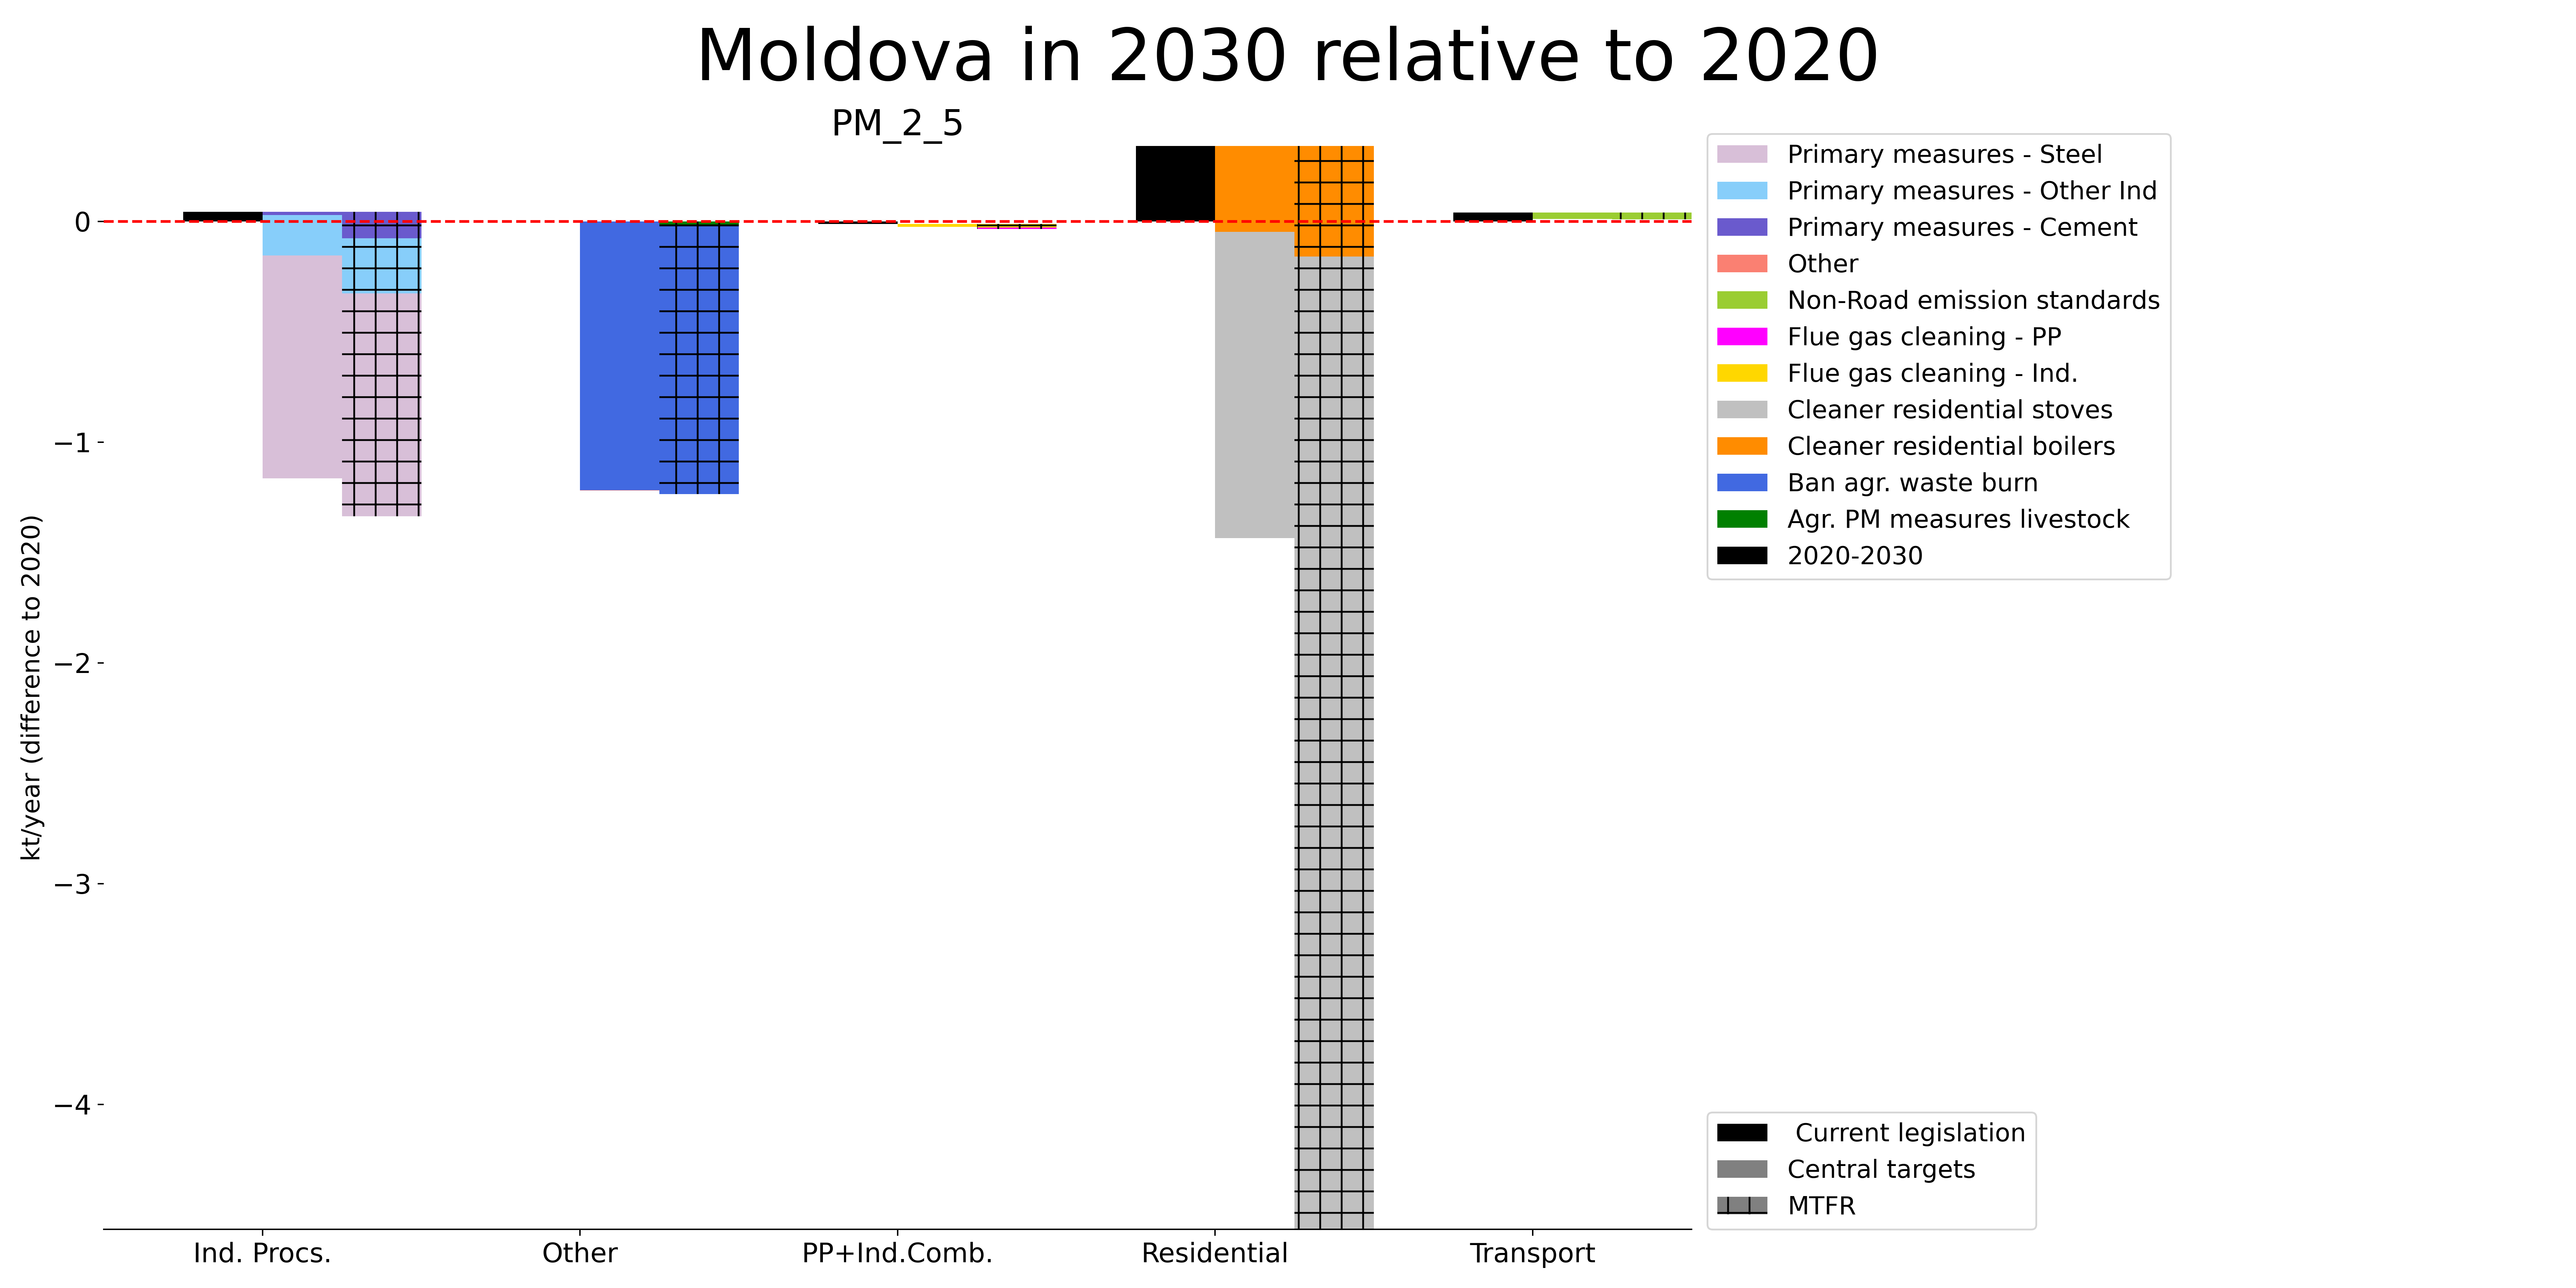 Moldova in 2030 relative to 2020
PM_2_5
kt/year (difference to 2020)
0
−1
−2
−3
−4
Ind. Procs.
Other
PP+Ind.Comb.
Residential
Transport
Primary measures - Steel
Primary measures - Other Ind
Primary measures - Cement
Other
Non-Road emission standards
Flue gas cleaning - PP
Flue gas cleaning - Ind.
Cleaner residential stoves
Cleaner residential boilers
Ban agr. waste burn
Agr. PM measures livestock
2020-2030
Current legislation
Central targets
MTFR